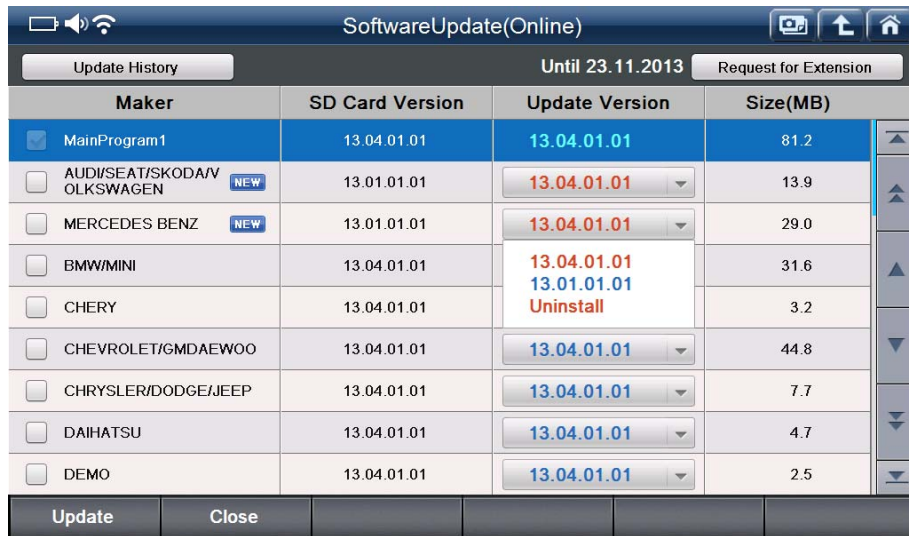 SoftwareUpdate(Online)
Update History
Until 23.11.2013
Request for Extension
Maker SD Card Version Update Version Size(MB)
MainProgram1 13.04.01.01 13.04.01.01 81.2
AUDI/SEAT/SKODA/V
OLKSWAGEN NEW 13.01.01.01 13.04.01.01 13.9
MERCEDES BENZ NEW 13.01.01.01 13.04.01.01 29.0
BMW/MINI 13.04.01.01 13.04.01.01 31.6
13.01.01.01
CHERY 13.04.01.01 Uninstall 3.2
CHEVROLET/GMDAEWOO 13.04.01.01 13.04.01.01 44.8
CHRYSLER/DODGE/JEEP 13.04.01.01 13.04.01.01 7.7
DAIHATSU 13.04.01.01 13.04.01.01 4.7
DEMO 13.04.01.01 13.04.01.01 2.5
Update Close